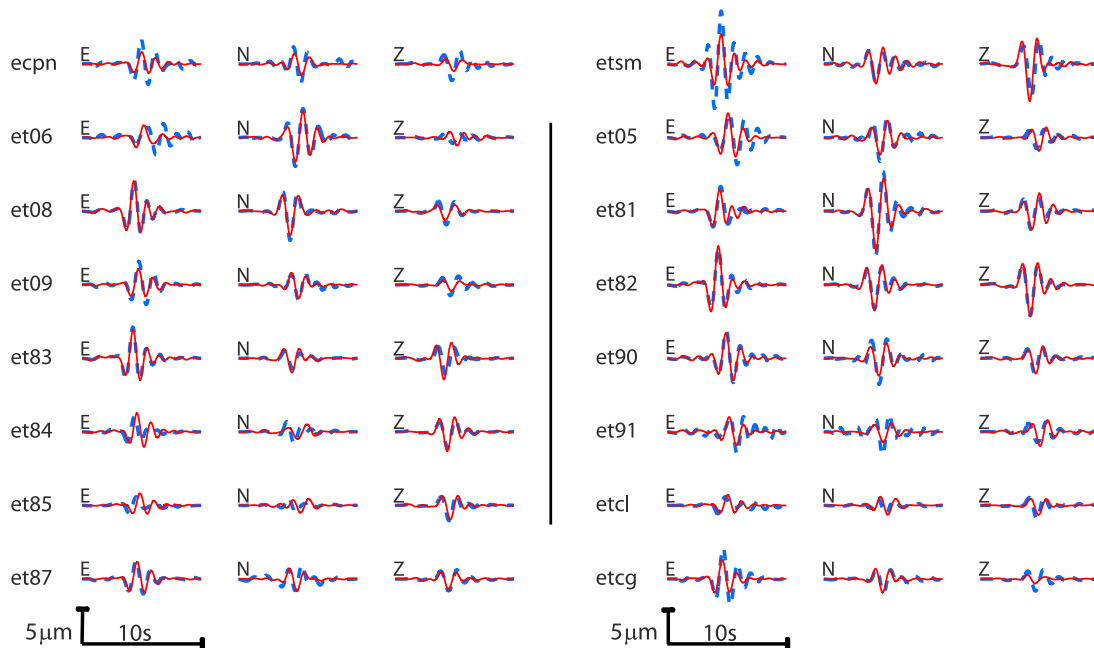 ecpn E N Z
et06 E N Z
et08 E N Z
et09 E N Z
et83 E N Z
et84 E N Z
et85 E N Z
et87 E N Z
5μm 10s
etsm E N Z
et05 E N Z
et81 E N Z
et82 E N Z
et90 E N Z
et91 E N Z
etcl E N Z
etcg E N Z
5μm 10s